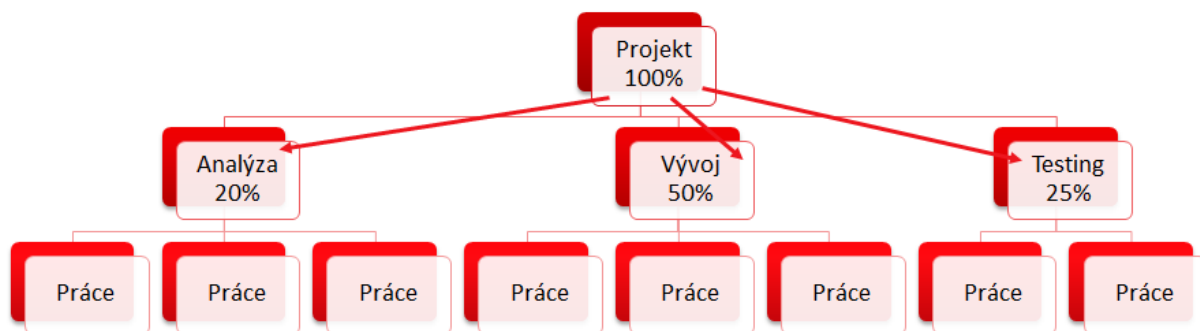 Projekt
100%
Analýza
20%
Vývoj
50%
Testing
25%
Práce
Práce
Práce
Práce
Práce
Práce
Práce
Práce